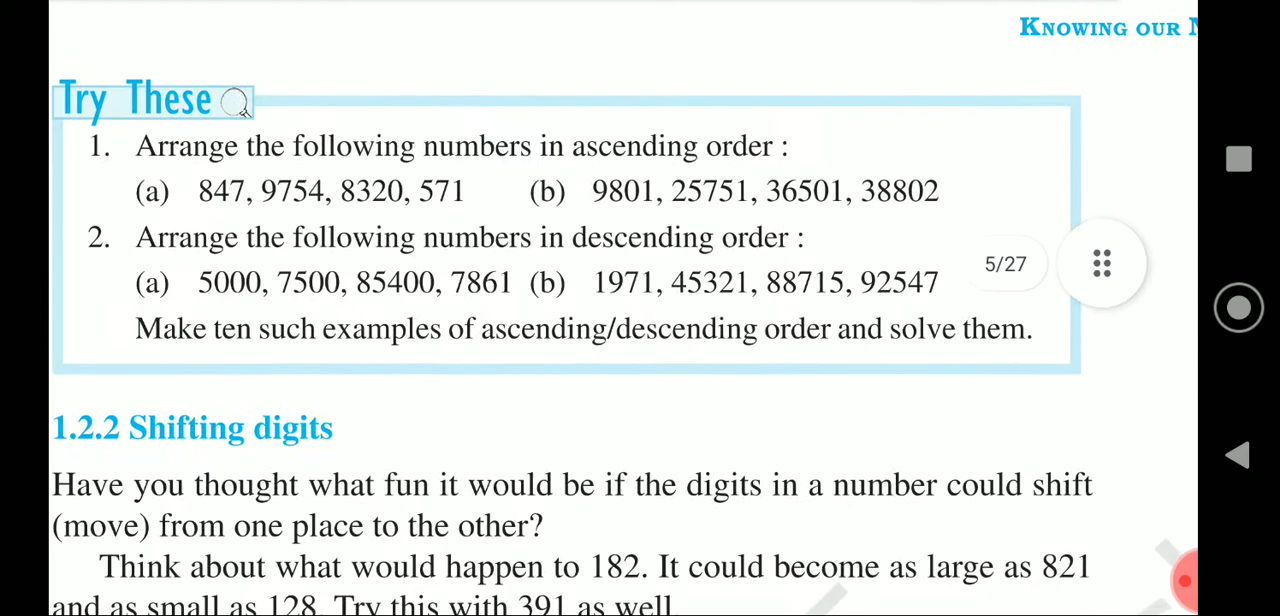 KNOWING OUR
Try These
1. Arrange the following numbers in ascending order :
(a) 847, 9754, 8320, 571 (b) 9801, 25751, 36501, 38802
2. Arrange the following numbers in descending order :
(a) 5000, 7500, 85400, 7861 (b) 1971, 45321, 88715, 92547
5/27
Make ten such examples of ascending/descending order and solve them.
1.2.2 Shifting digits
Have you thought what fun it would be if the digits in a number could shift
(move) from one place to the other?
Think about what would happen to 182. It could become as large as 821
and as small as 128. Try this with 391 as well.